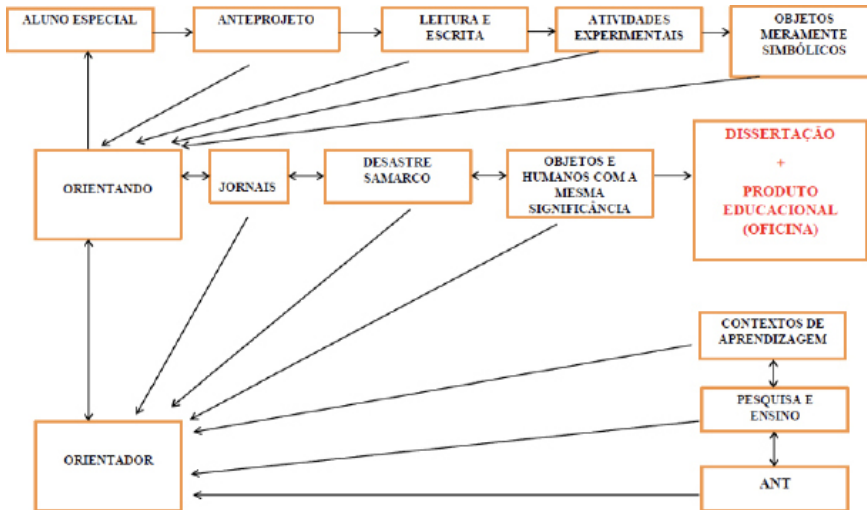 ALUNO ESPECIAL
ANTEPROJETO
LEITURA E
ESCRITA
ATIVIDADES
EXPERIMENTAIS
OBJETOS
MERAMENTE
SIMBÓLICOS
ORIENTANDO
JORNAIS
DESASTRE
SAMARCO
OBJETOS E
HUMANOS COM A
MESMA
SIGNIFICÂNCIA
DISSERTAÇÃO
+
PRODUTO
EDUCACIONAL
(OFICINA)
CONTEXTOS DE
APRENDIZAGEM
PESQUISA E
ENSINO
ORIENTADOR
ANT